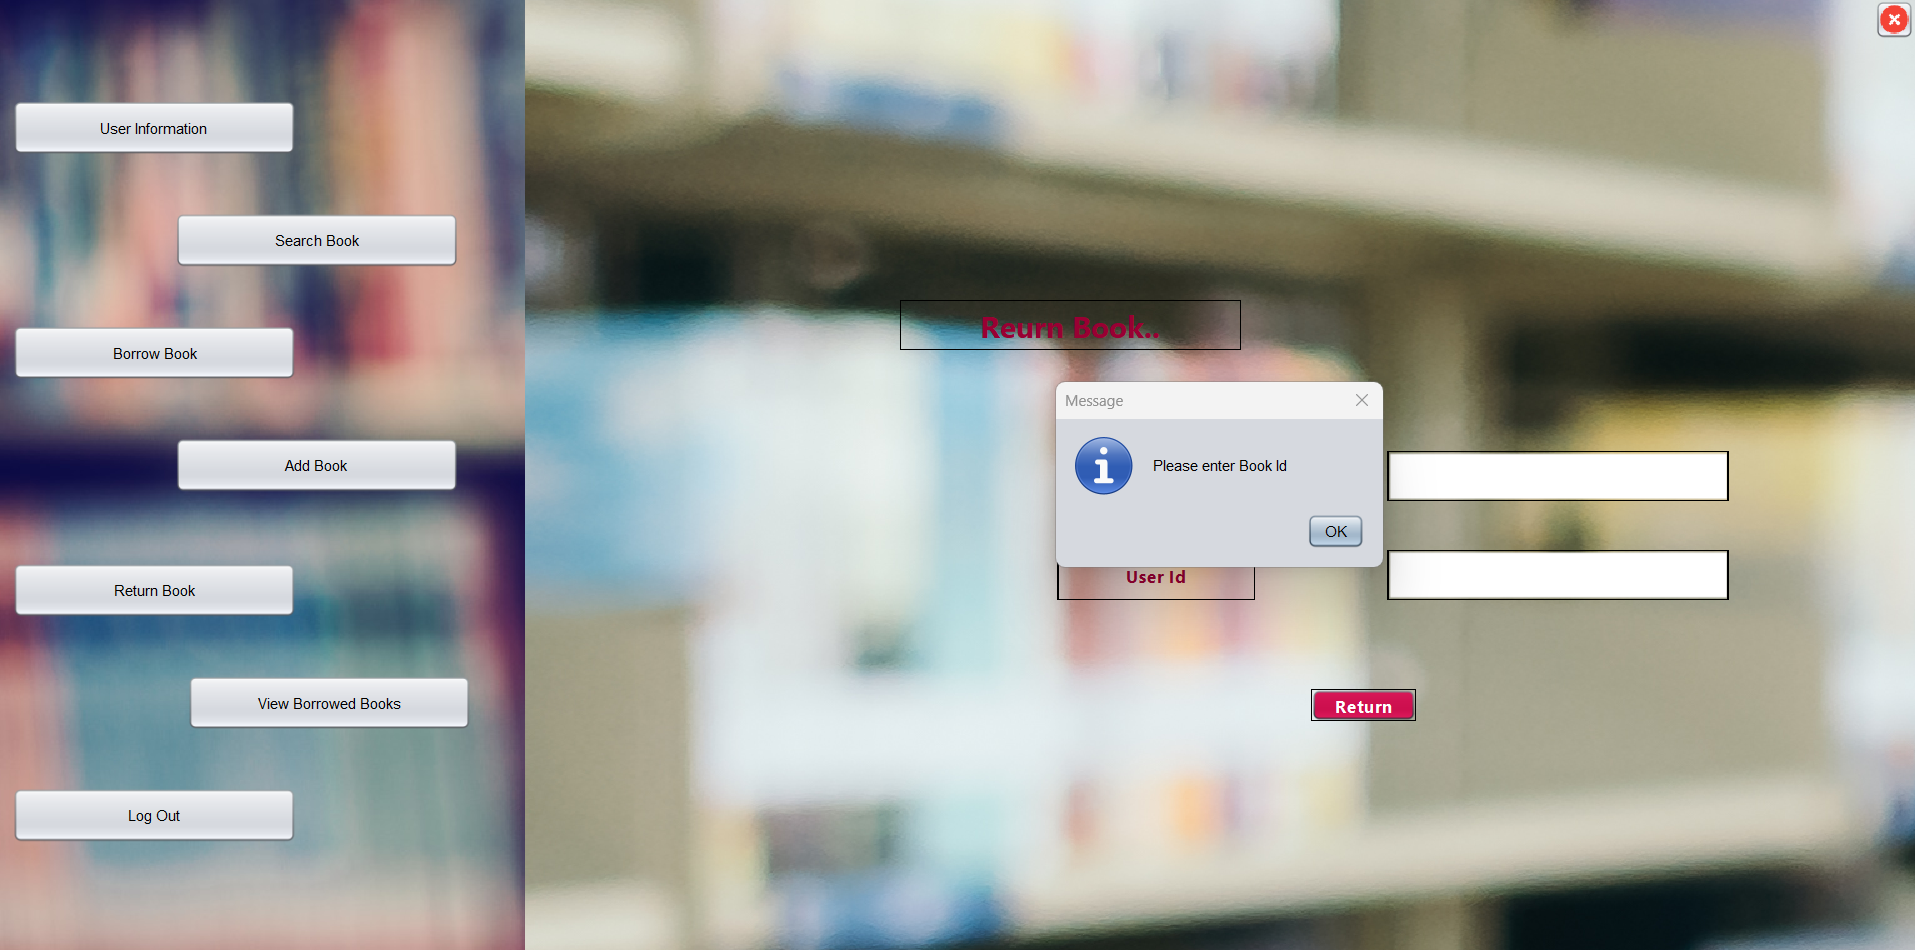 User Information
Search Book
Borrow Book
Add Book
Return Book
View Borrowed Books
Log Out
Reurn Book..
Message
Please enter Book Id
OK
User Id
Return